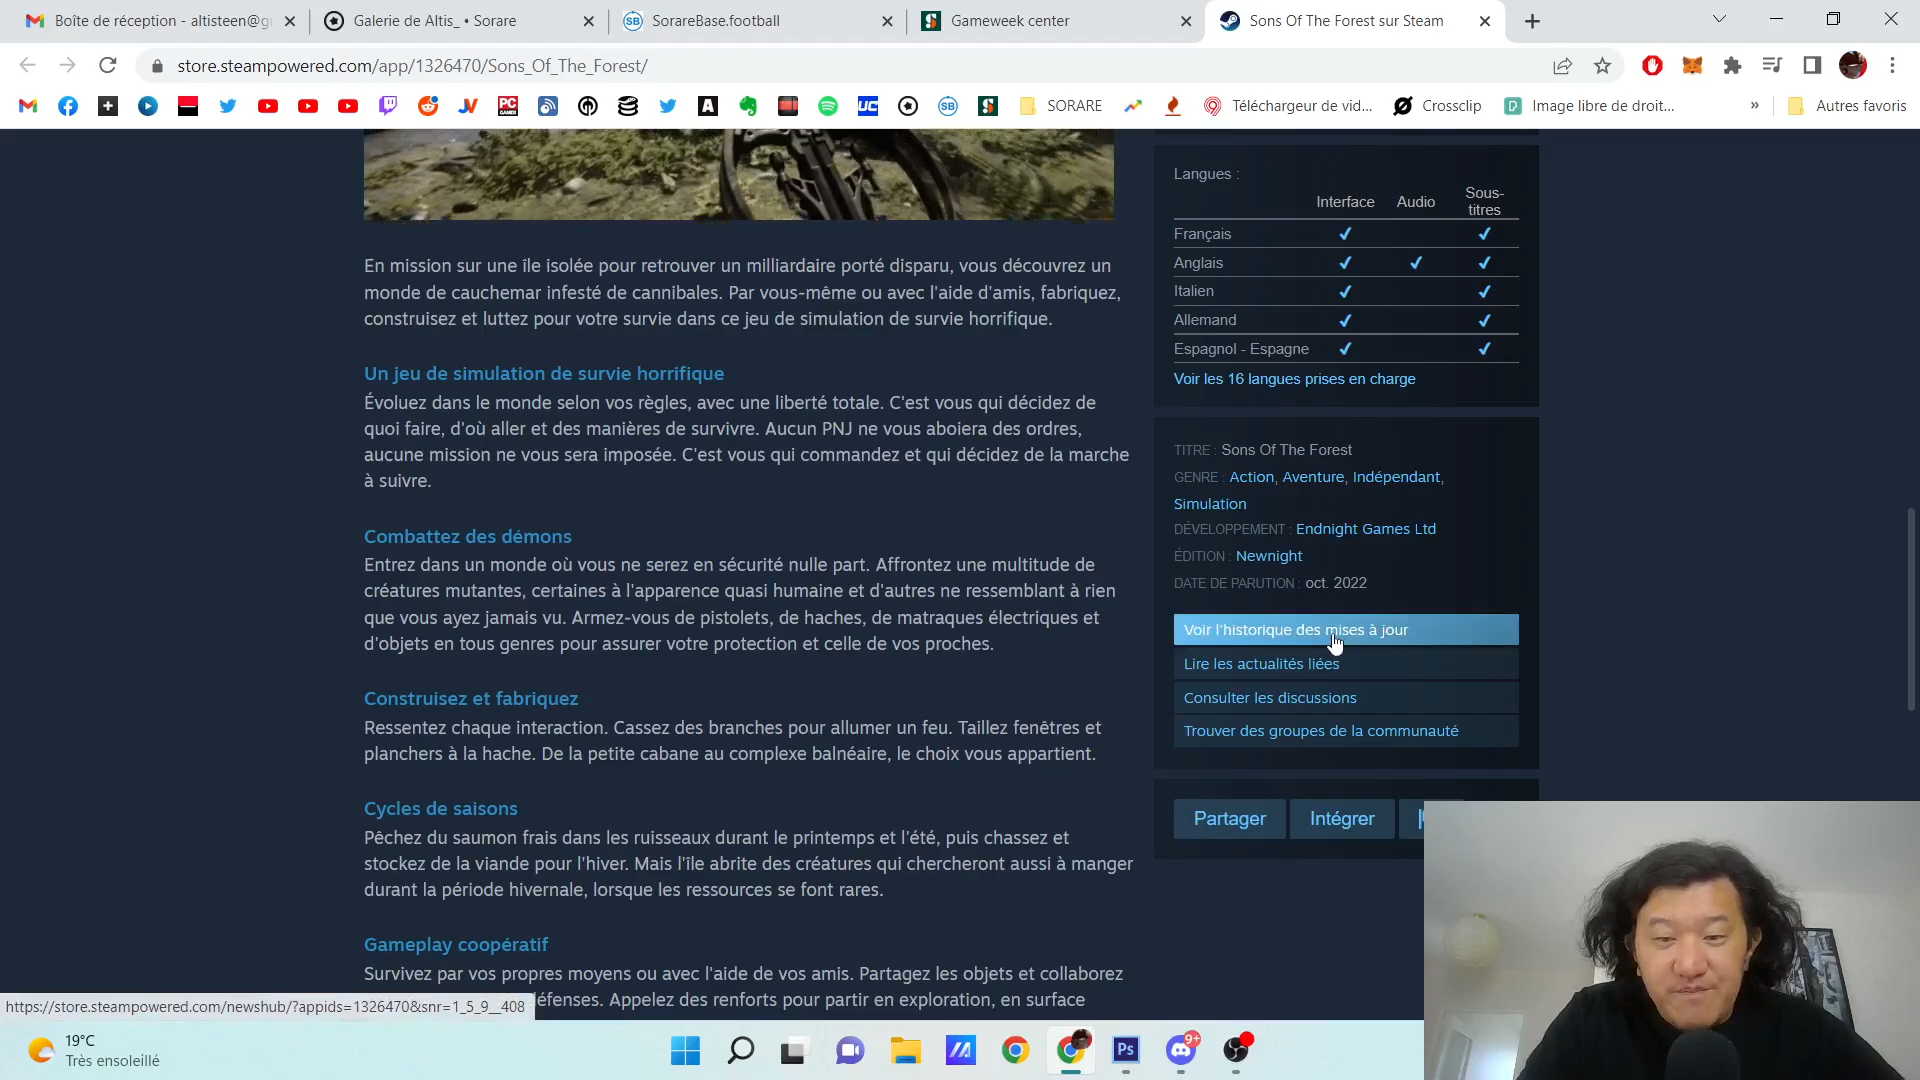 Boîte de réception - altisteen@g
Galerie de Altis_ • Sorare
SorareBase.football
Gameweek center
Sons Of The Forest sur Steam
store.steampowered.com/app/1326470/Sons_Of_The_Forest/
SORARE
Téléchargeur de vid...
Crossclip
Image libre de droit...
»
Autres favoris
En mission sur une île isolée pour retrouver un milliardaire porté disparu, vous découvrez un
monde de cauchemar infesté de cannibales. Par vous-même ou avec l'aide d'amis, fabriquez,
construisez et luttez pour votre survie dans ce jeu de simulation de survie horrifique.
Un jeu de simulation de survie horrifique
Évoluez dans le monde selon vos règles, avec une liberté totale. C'est vous qui décidez de
quoi faire, d'où aller et des manières de survivre. Aucun PNJ ne vous aboiera des ordres,
aucune mission ne vous sera imposée. C'est vous qui commandez et qui décidez de la marche
à suivre.
Combattez des démons
Entrez dans un monde où vous ne serez en sécurité nulle part. Affrontez une multitude de
créatures mutantes, certaines à l'apparence quasi humaine et d'autres ne ressemblant à rien
que vous ayez jamais vu. Armez-vous de pistolets, de haches, de matraques électriques et
d'objets en tous genres pour assurer votre protection et celle de vos proches.
Construisez et fabriquez
Ressentez chaque interaction. Cassez des branches pour allumer un feu. Taillez fenêtres et
planchers à la hache. De la petite cabane au complexe balnéaire, le choix vous appartient.
Cycles de saisons
Pêchez du saumon frais dans les ruisseaux durant le printemps et l'été, puis chassez et
stockez de la viande pour l'hiver. Mais l'île abrite des créatures qui chercheront aussi à manger
durant la période hivernale, lorsque les ressources se font rares.
Gameplay coopératif
Survivez par vos propres moyens ou avec l'aide de vos amis. Partagez les objets et collaborez
éfenses. Appelez des renforts pour partir en exploration, en surface
Langues :
Interface Audio Sous-titres
Français ✓ ✓
Anglais ✓ ✓ ✓
Italien ✓ ✓
Allemand ✓ ✓
Espagnol - Espagne ✓ ✓
Voir les 16 langues prises en charge
TITRE : Sons Of The Forest
GENRE : Action, Aventure, Indépendant,
Simulation
DÉVELOPPEMENT : Endnight Games Ltd
ÉDITION : Newnight
DATE DE PARUTION : oct. 2022
Voir l'historique des mises à jour
Lire les actualités liées
Consulter les discussions
Trouver des groupes de la communauté
Partager
Intégrer
https://store.steampowered.com/newshub/?appids=1326470&snr=1_5_9__408
19°C
Très ensoleillé
Ps
9+